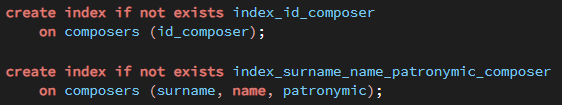 create index if not exists index_id_composer
    on composers (id_composer);

create index if not exists index_surname_name_patronymic_composer
    on composers (surname, name, patronymic);